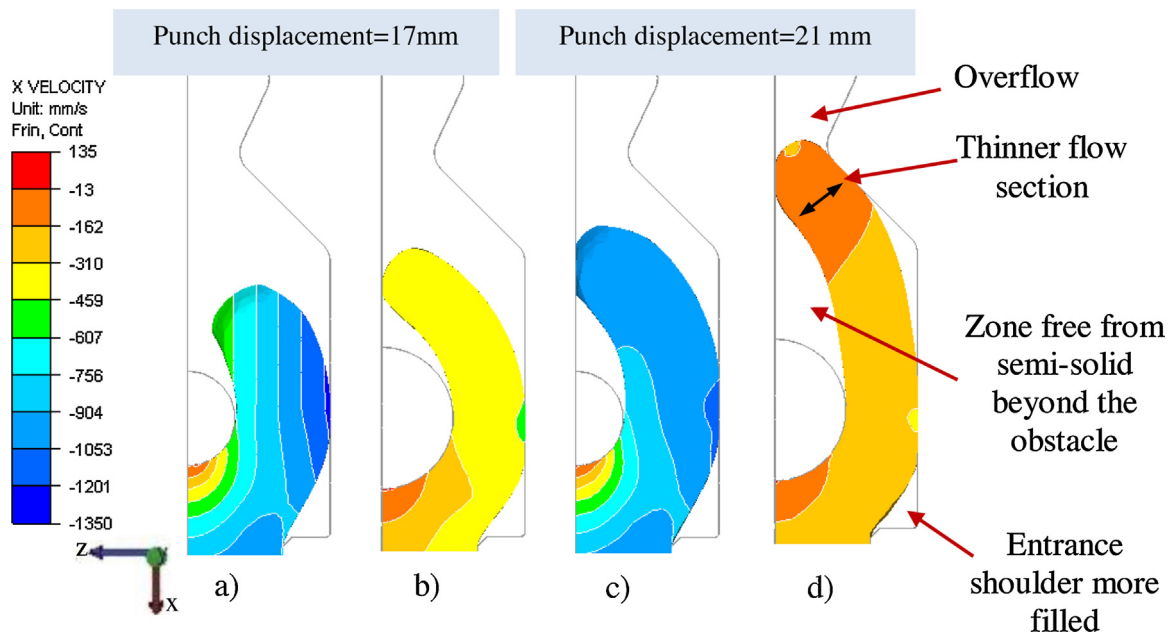 Punch displacement=17mm
Punch displacement=21 mm
X VELOCITY
Unit: mm/s
Frin, Cont
135
-13
-162
-310
-459
-607
-756
-904
-1053
-1201
-1350
Overflow
Thinner flow
section
Zone free from
semi-solid
beyond the
obstacle
Entrance
shoulder more
filled
z
x
a)
b)
c)
d)